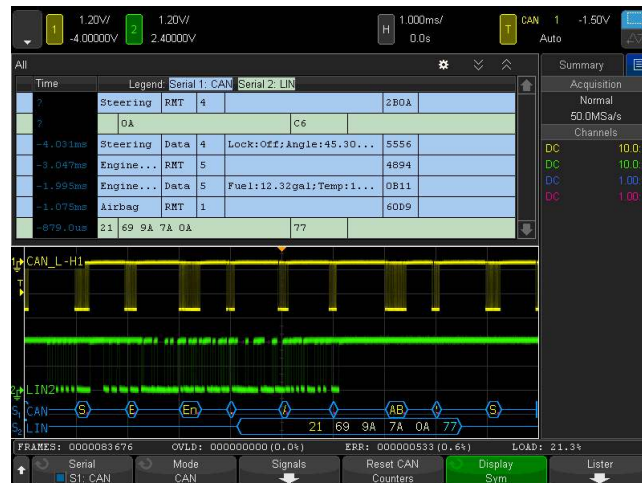 1 1.20V/ 2 1.20V/ H 1.000ms/ T CAN 1 -1.50V
-4.00000V 2.40000V 0.0s Auto
All Summary
Time Legend: Serial 1: CAN Serial 2: LIN
Acquisition
Normal
50.0MSa/s
Channels
DC 10.0:
DC 10.0:
DC 1.00:
DC 1.00:
? Steering RMT 4 2B0A
? 0A C6
-4.031ms Steering Data 4 Lock:Off;Angle:45.30... 5556
-3.047ms Engine... RMT 5 4894
-1.995ms Engine... Data 5 Fuel:12.32gal;Temp:1... 0B11
-1.075ms Airbag RMT 1 60D9
-879.0us 21 69 9A 7A 0A 77
1 CAN_L-H1
T
2 LIN2
S1 CAN S E En A AB S
S2 LIN 21 69 9A 7A 0A 77
FRAMES: 0000083676 OVLD: 000000000(0.0%) ERR: 000000533(0.6%) LOAD: 21.3%
Serial Mode Signals Reset CAN Display Lister
S1: CAN CAN Counters Sym